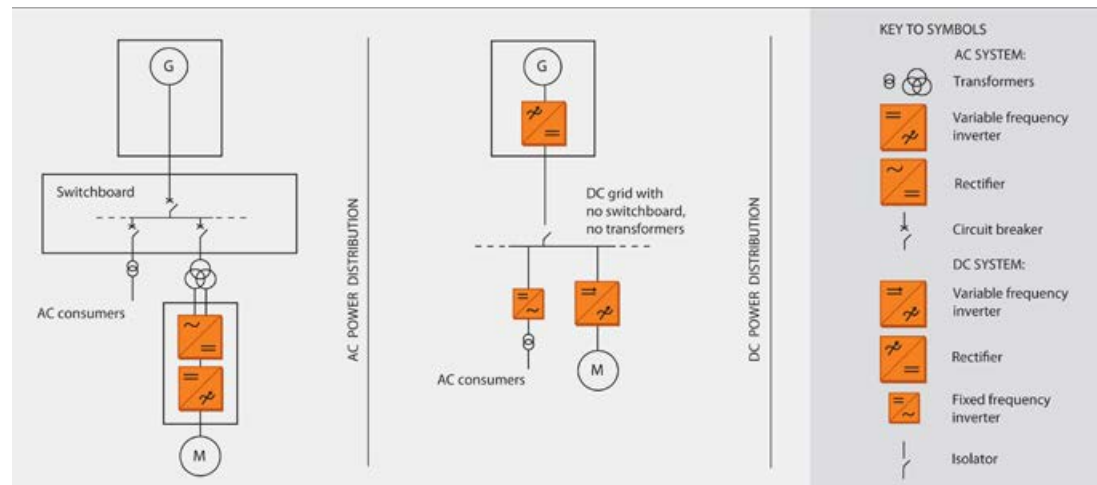 G
Switchboard
AC consumers
M
AC POWER DISTRIBUTION
G
DC grid with
no switchboard,
no transformers
AC consumers
M
DC POWER DISTRIBUTION
KEY TO SYMBOLS
AC SYSTEM:
Transformers
Variable frequency
inverter
Rectifier
Circuit breaker
DC SYSTEM:
Variable frequency
inverter
Rectifier
Fixed frequency
inverter
Isolator